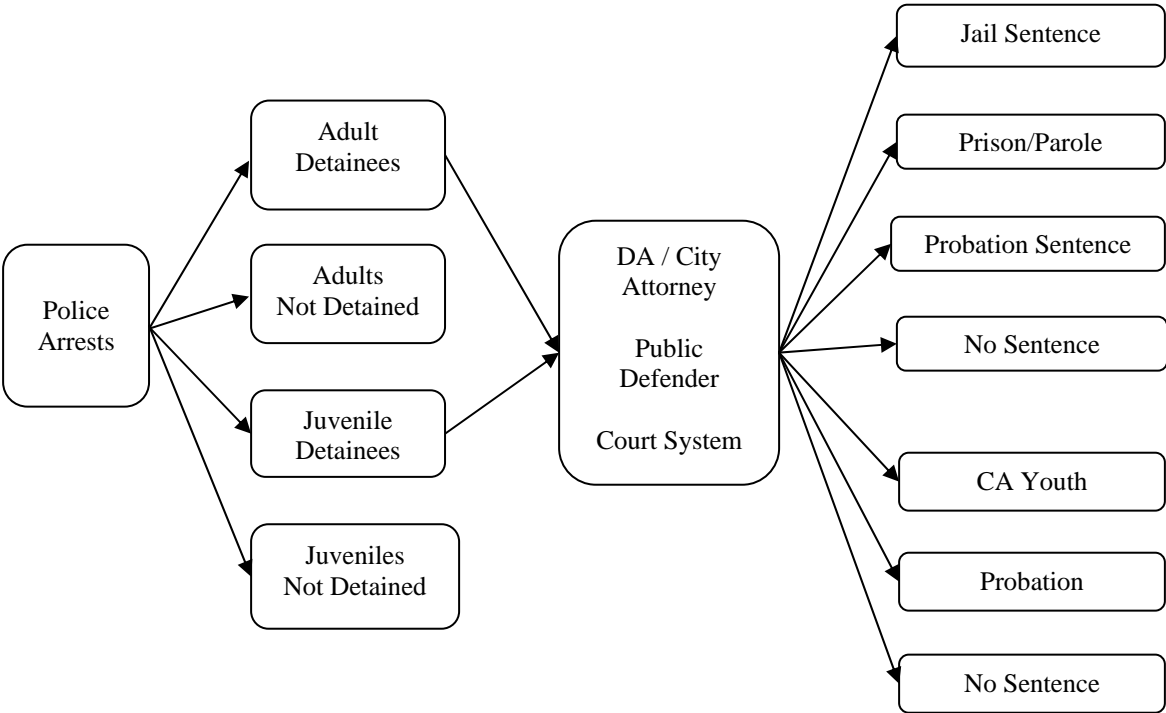 Police
Arrests
Adult
Detainees
Adults
Not Detained
Juvenile
Detainees
Juveniles
Not Detained
DA / City
Attorney
Public
Defender
Court System
Jail Sentence
Prison/Parole
Probation Sentence
No Sentence
CA Youth
Probation
No Sentence